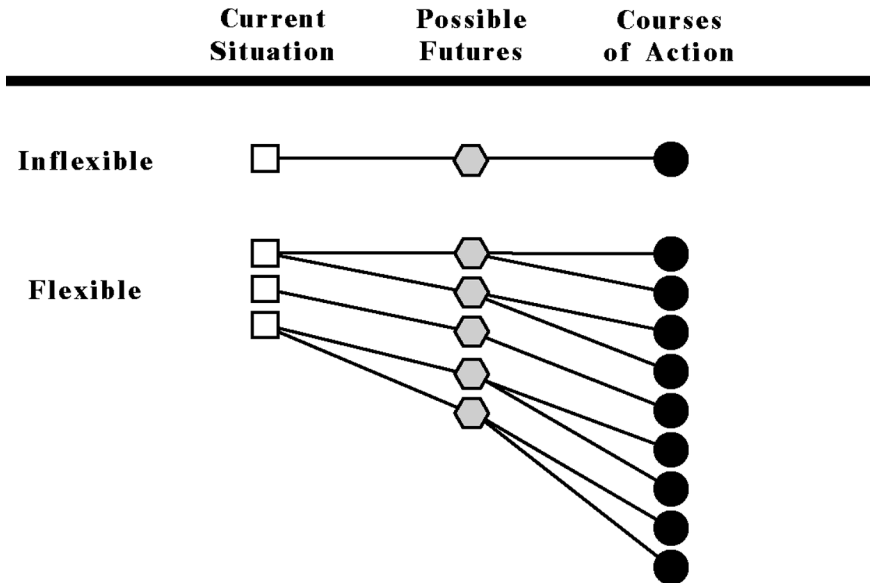 Current Situation
Possible Futures
Courses of Action
Inflexible
Flexible